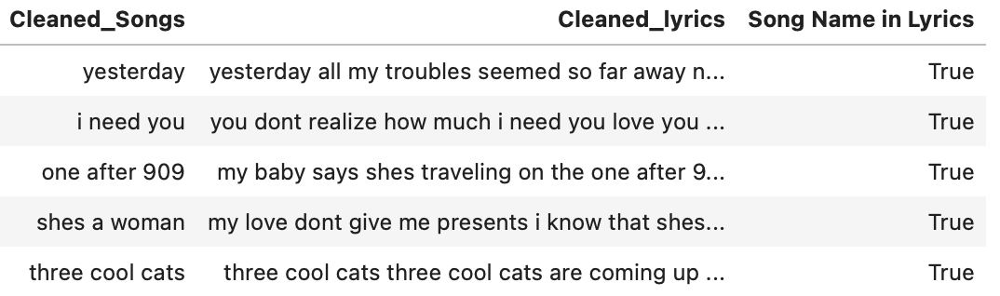 Cleaned_Songs Cleaned_lyrics Song Name in Lyrics
yesterday yesterday all my troubles seemed so far away n... True
i need you you dont realize how much i need you love you ... True
one after 909 my baby says shes traveling on the one after 9... True
shes a woman my love dont give me presents i know that shes... True
three cool cats three cool cats three cool cats are coming up ... True